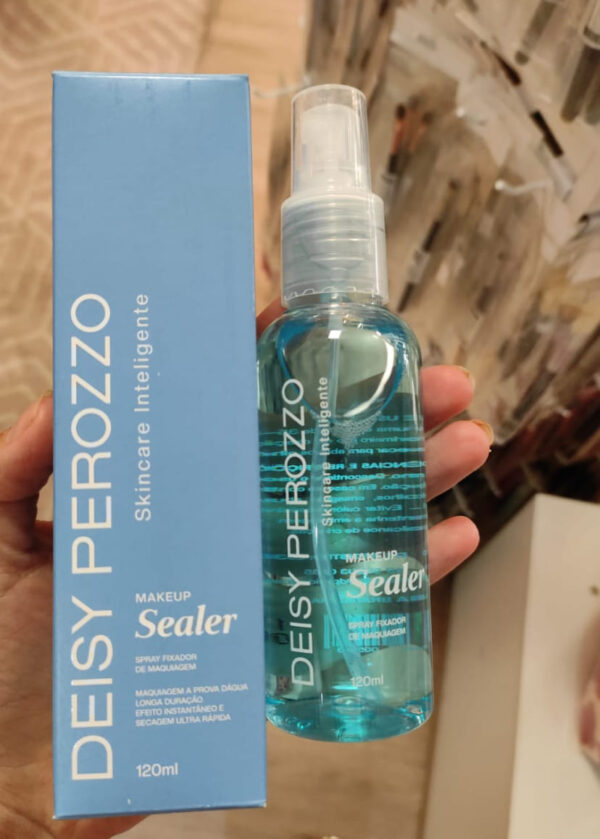 DEISY PEROZZO
Skincare Inteligente
MAKEUP
Sealer
SPRAY FIXADOR
DE MAQUIAGEM
MAQUIAGEM A PROVA DÁGUA
LONGA DURAÇÃO
EFEITO INSTANTÂNEO E
SECAGEM ULTRA RÁPIDA
120ml
DEISY PEROZZO
Skincare Inteligente
MAKEUP
Sealer
SPRAY FIXADOR
DE MAQUIAGEM
120ml